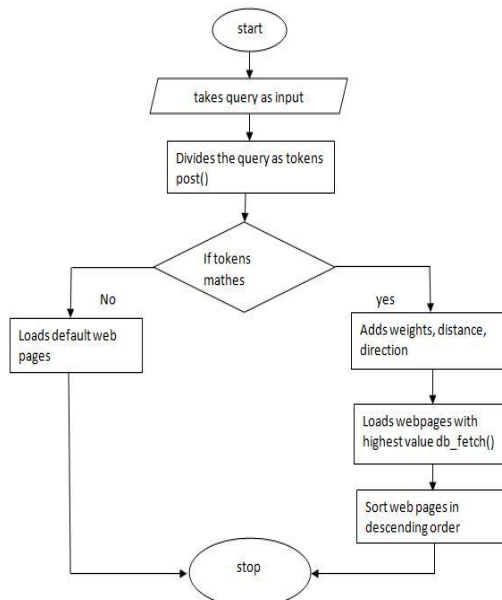 start
takes query as input
Divides the query as tokens
post()
If tokens
mathes
No
yes
Loads default web
pages
Adds weights, distance,
direction
Loads webpages with
highest value db_fetch()
Sort web pages in
descending order
stop